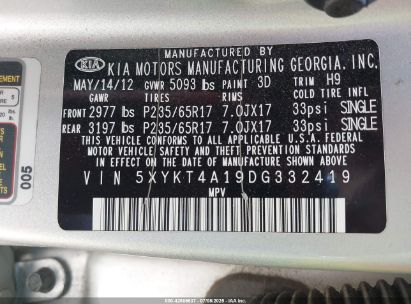 MANUFACTURED BY
KIA KIA MOTORS MANUFACTURING GEORGIA, INC.
MAY/14/12 GVWR 5093 lbs PAINT 3D TRIM H9
GAWR TIRES RIMS COLD TIRE INFL
FRONT 2977 lbs P235/65R17 7.0JX17 33psi SINGLE
REAR 3197 lbs P235/65R17 7.0JX17 33psi SINGLE
THIS VEHICLE CONFORMS TO ALL APPLICABLE U.S.A. FEDERAL
MOTOR VEHICLE SAFETY AND THEFT PREVENTION STANDARDS IN EFFECT ON THE
DATE OF MANUFACTURE SHOWN ABOVE.
VIN 5XYKT4A19DG332419
MPV
005